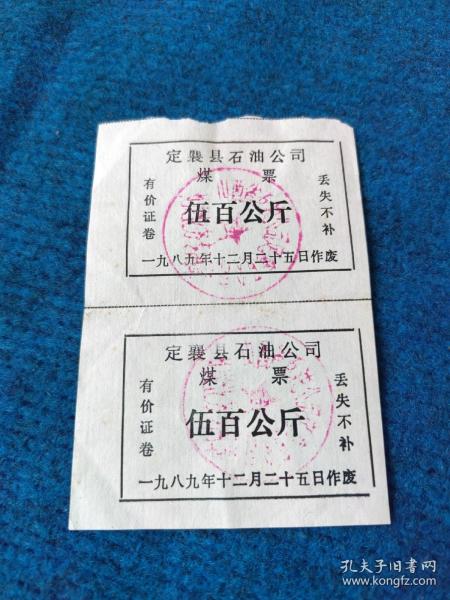 定襄县石油公司
煤 票
有价证卷
伍百公斤
丢失不补
一九八九年十二月二十五日作废
定襄县石油公司
煤 票
有价证卷
伍百公斤
丢失不补
一九八九年十二月二十五日作废
孔夫子旧书网
www.kongfz.com